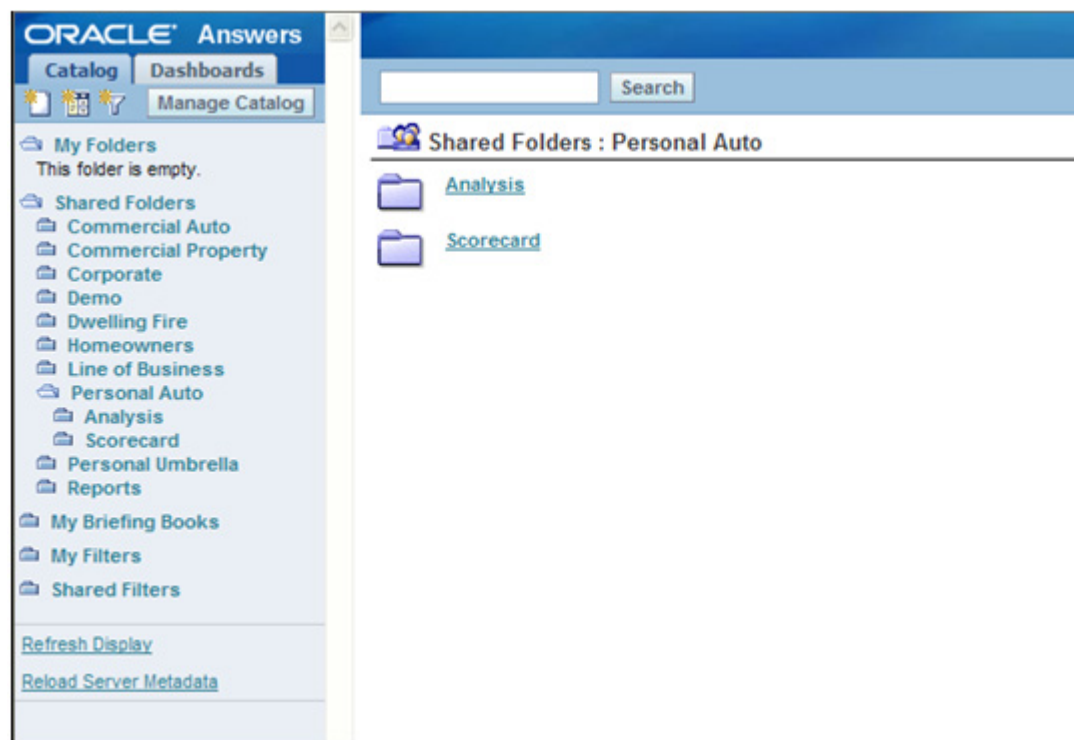 ORACLE Answers
Catalog Dashboards
Manage Catalog
My Folders
This folder is empty.
Shared Folders
Commercial Auto
Commercial Property
Corporate
Demo
Dwelling Fire
Homeowners
Line of Business
Personal Auto
Analysis
Scorecard
Personal Umbrella
Reports
My Briefing Books
My Filters
Shared Filters
Refresh Display
Reload Server Metadata
Search
Shared Folders : Personal Auto
Analysis
Scorecard